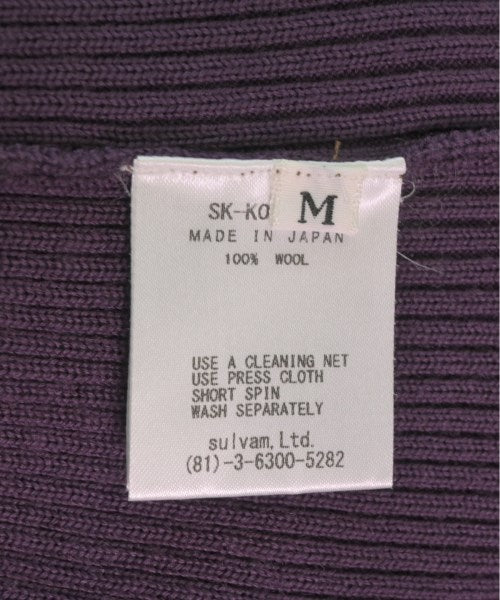 SK-KO
M
MADE IN JAPAN
100% WOOL
USE A CLEANING NET
USE PRESS CLOTH
SHORT SPIN
WASH SEPARATELY
sulvam, Ltd.
(81)-3-6300-5282